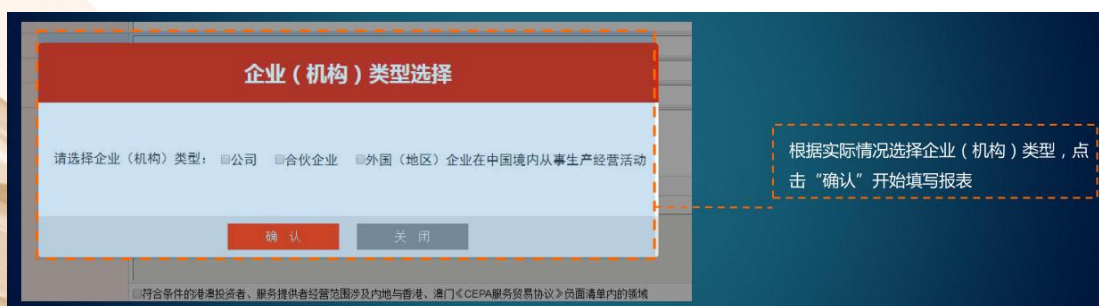 企业（机构）类型选择
请选择企业（机构）类型： 公司 合伙企业 外国（地区）企业在中国境内从事生产经营活动
根据实际情况选择企业（机构）类型，点
击“确认”开始填写报表
确 认 关 闭
符合条件的港澳投资者、服务提供者经营范围涉及内地与香港、澳门《CEPA服务贸易协议》负面清单内的领域